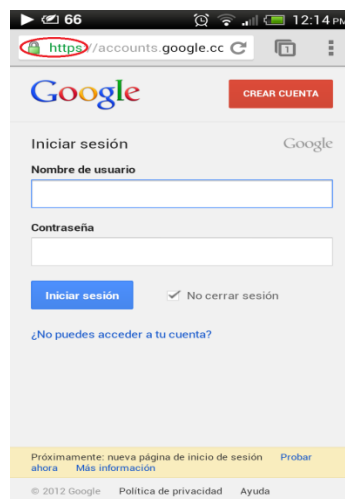 66 12:14 PM
https://accounts.google.cc 1
Google CREAR CUENTA
Iniciar sesión Google
Nombre de usuario
Contraseña
Iniciar sesión No cerrar sesión
¿No puedes acceder a tu cuenta?
Próximamente: nueva página de inicio de sesión Probar
ahora Más información
© 2012 Google Política de privacidad Ayuda